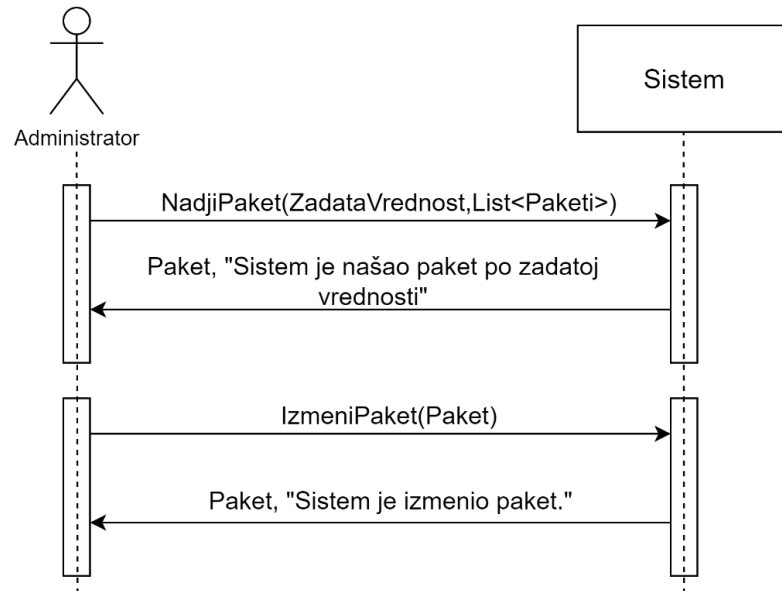 Sistem
Administrator
NadjiPaket(ZadataVrednost,List<Paketi>)
Paket, "Sistem je našao paket po zadatoj
vrednosti"
IzmeniPaket(Paket)
Paket, "Sistem je izmenio paket."